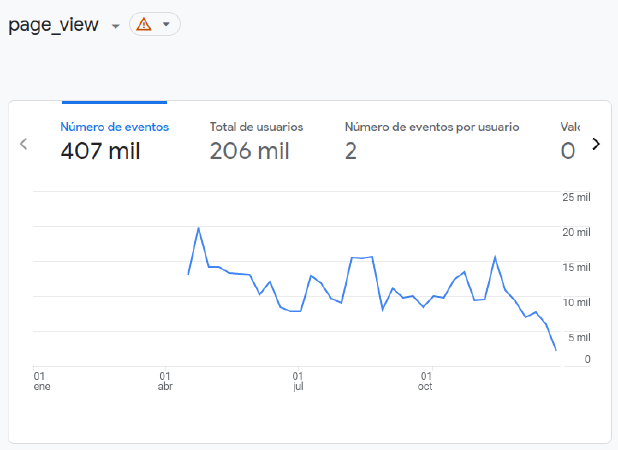 page_view
Número de eventos Total de usuarios Número de eventos por usuario Valo
407 mil 206 mil 2 0
25 mil
20 mil
15 mil
10 mil
5 mil
0
01 01 01 01
ene abr jul oct